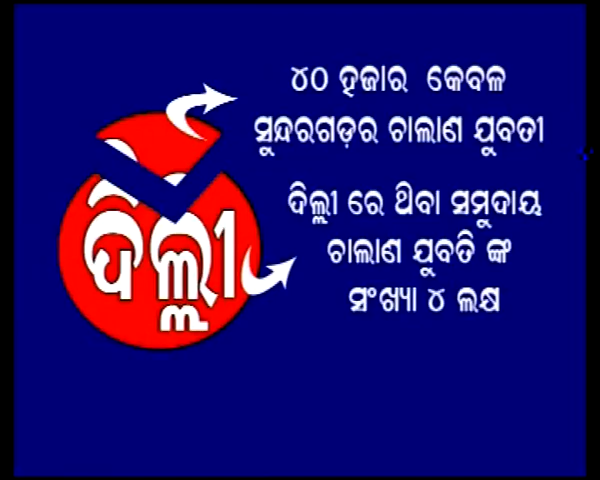 ୪୦ ହଜାର କେବଳ
ସୁନ୍ଦରଗଡ଼ର ଚାଲାଣ ଯୁବତୀ
ଦିଲ୍ଲୀ ରେ ଥିବା ସମୁଦାୟ
ଚାଲାଣ ଯୁବତି ଙ୍କ
ସଂଖ୍ୟା ୪ ଲକ୍ଷ
ଦିଲ୍ଲୀ